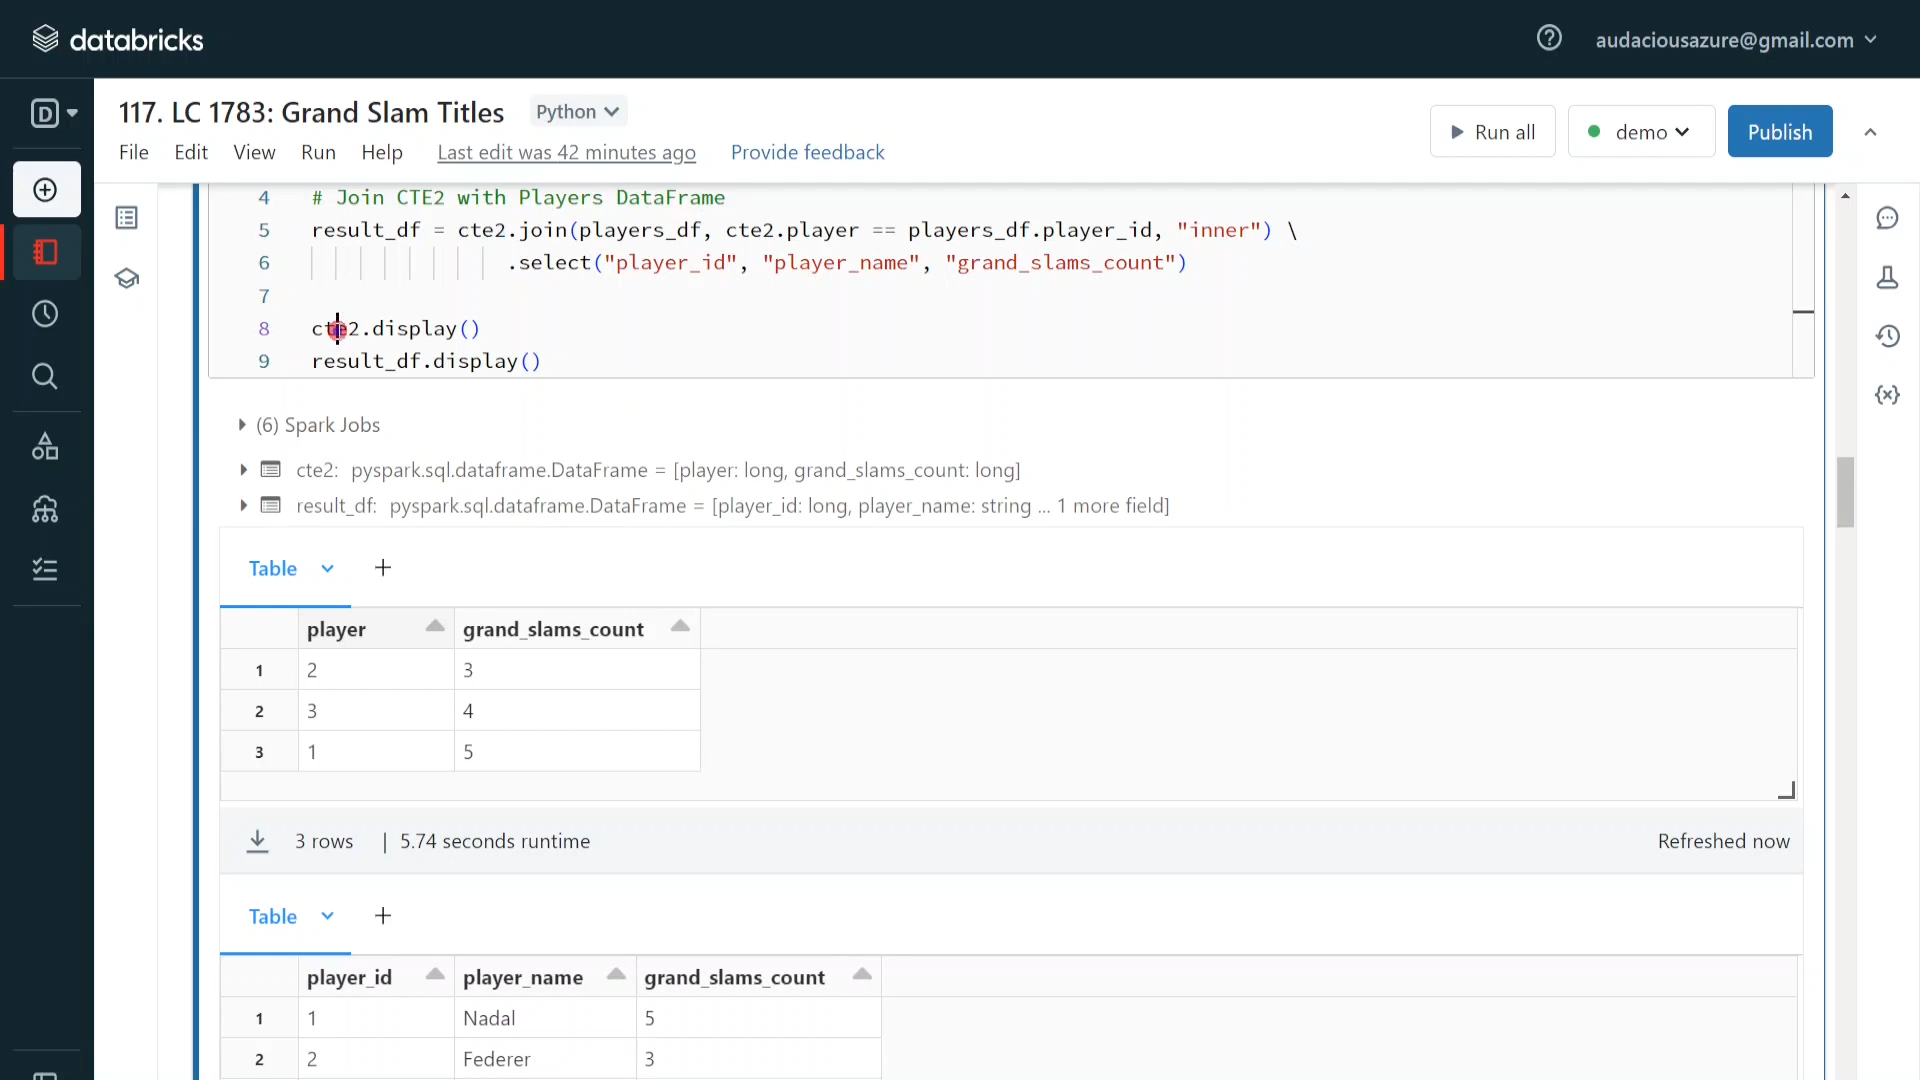 databricks
audaciousazure@gmail.com
D
117. LC 1783: Grand Slam Titles
Python
File Edit View Run Help Last edit was 42 minutes ago Provide feedback
Run all
demo
Publish
4 # Join CTE2 with Players DataFrame
5 result_df = cte2.join(players_df, cte2.player == players_df.player_id, "inner") \
6 .select("player_id", "player_name", "grand_slams_count")
7
8 cte2.display()
9 result_df.display()
(6) Spark Jobs
cte2: pyspark.sql.dataframe.DataFrame = [player: long, grand_slams_count: long]
result_df: pyspark.sql.dataframe.DataFrame = [player_id: long, player_name: string ... 1 more field]
Table +
player grand_slams_count
1 2 3
2 3 4
3 1 5
3 rows | 5.74 seconds runtime Refreshed now
Table +
player_id player_name grand_slams_count
1 1 Nadal 5
2 2 Federer 3